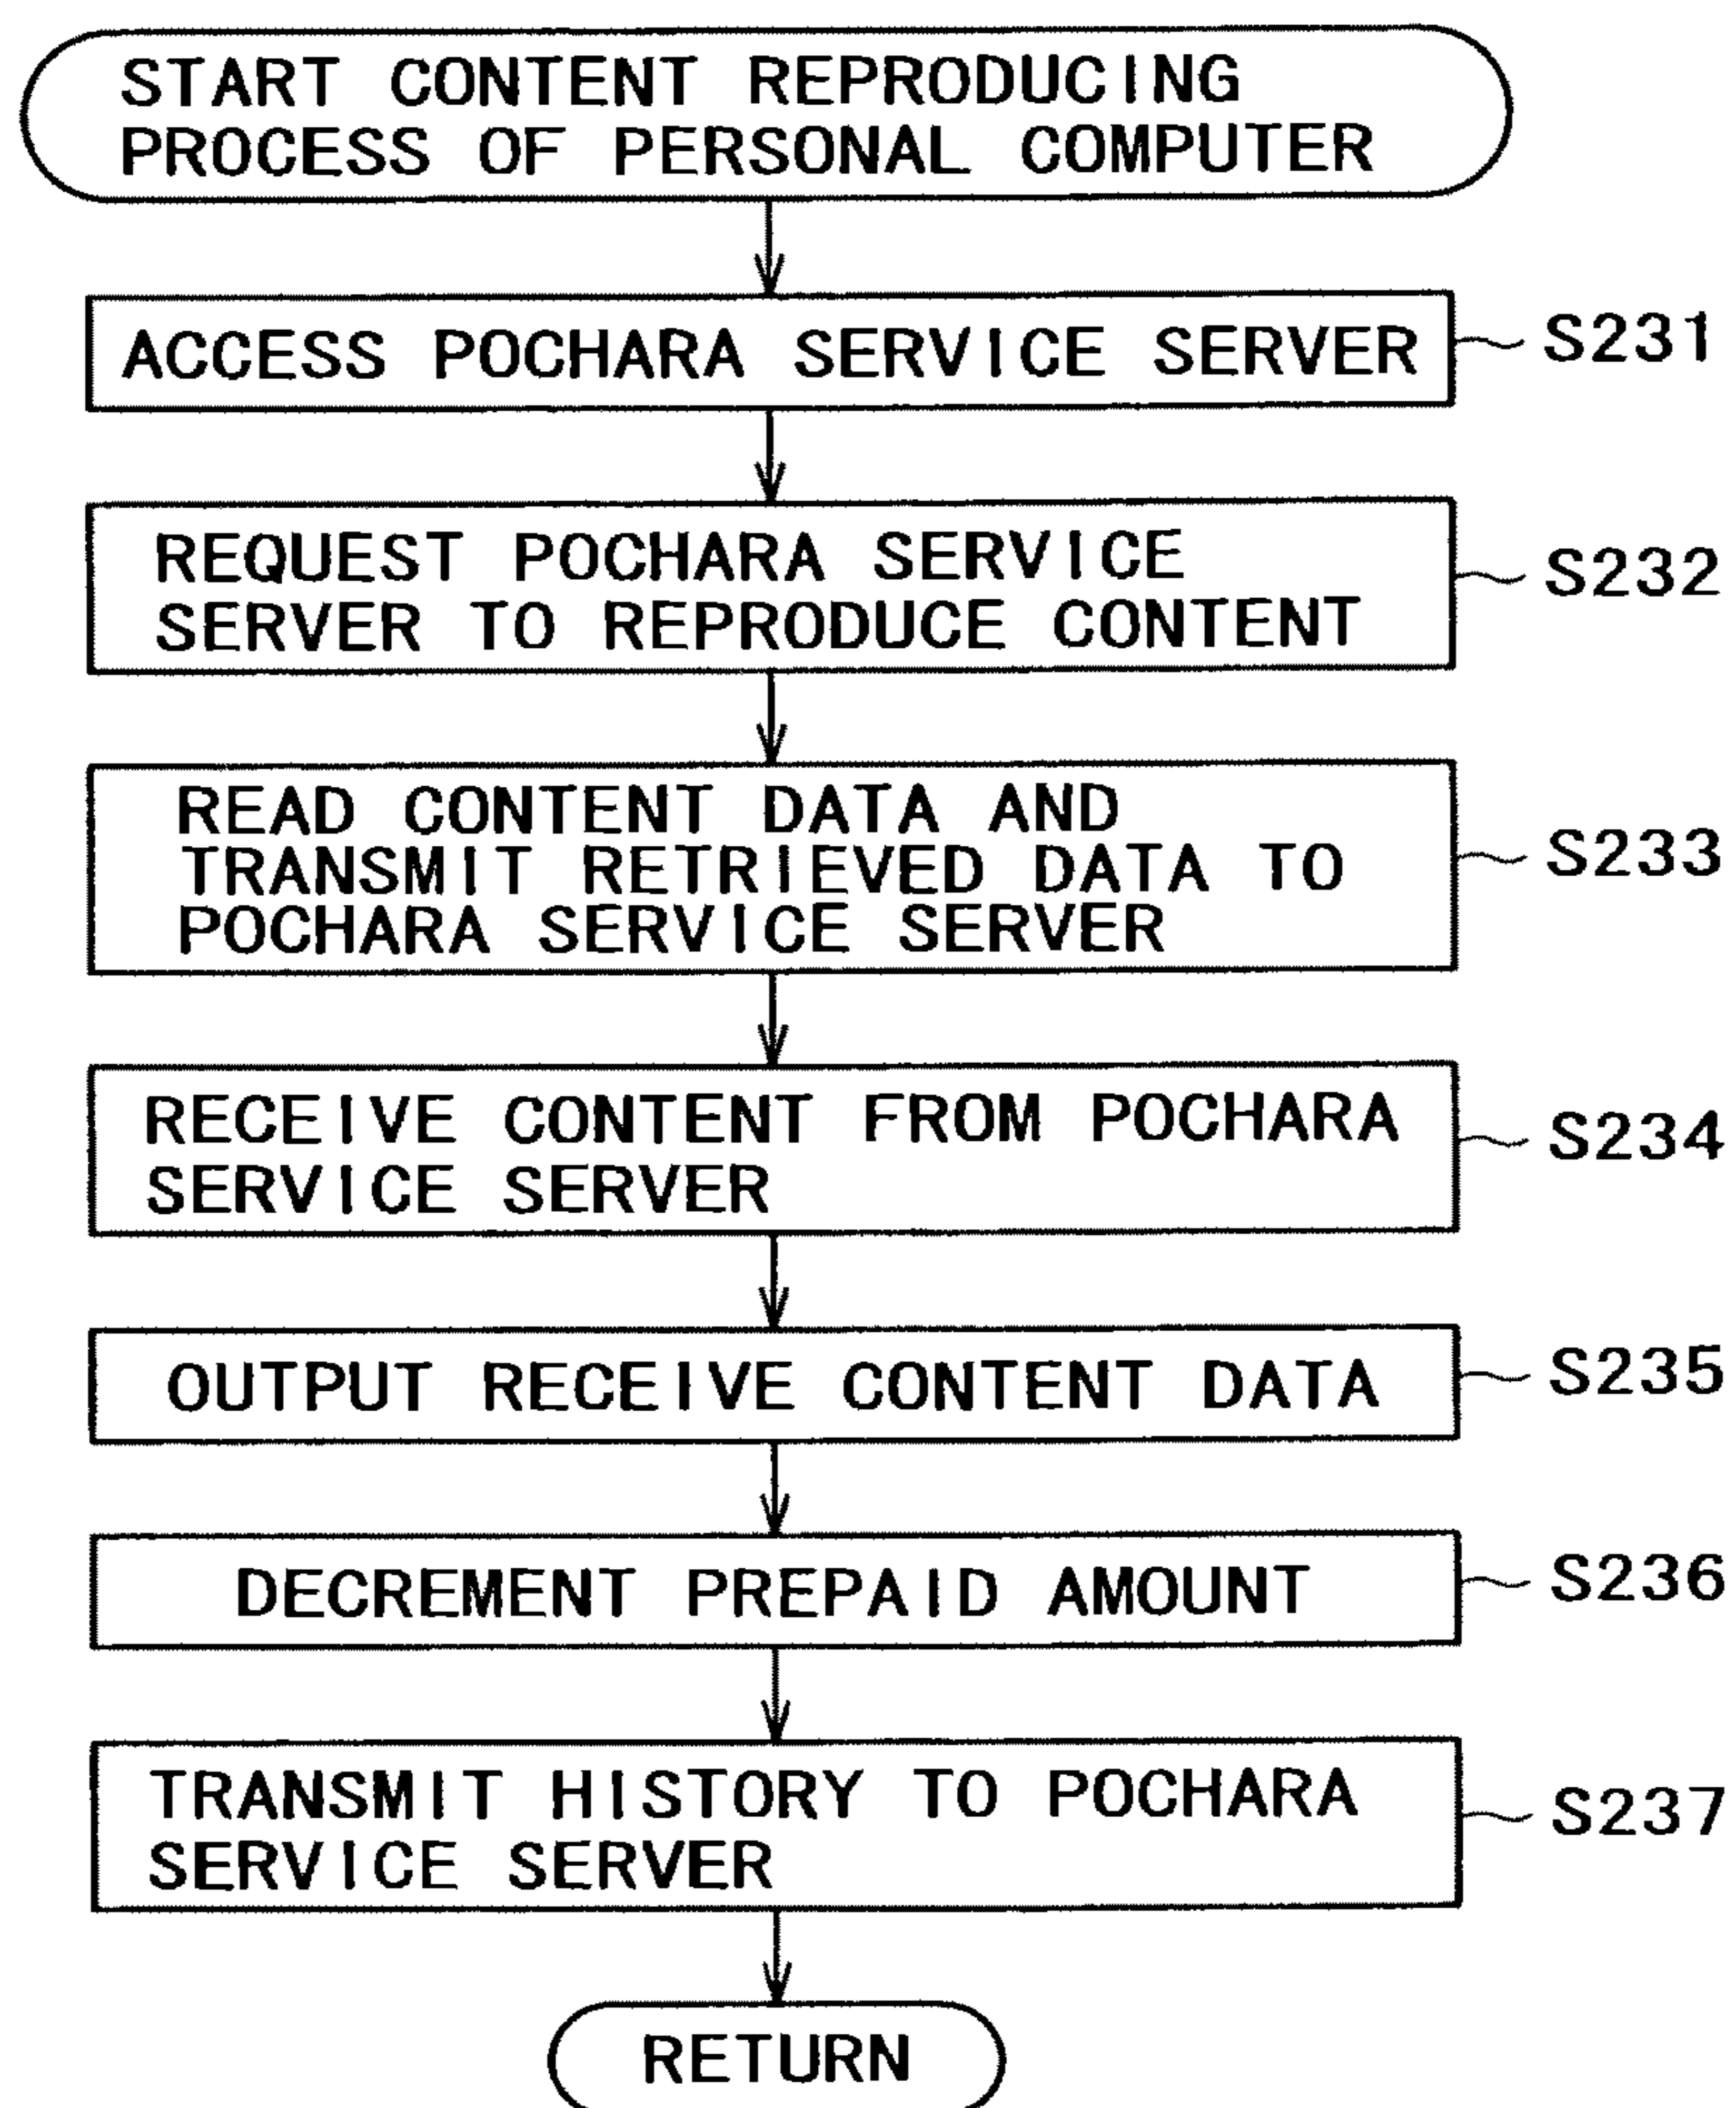 START CONTENT REPRODUCING
PROCESS OF PERSONAL COMPUTER
ACCESS POCHARA SERVICE SERVER
S231
REQUEST POCHARA SERVICE
SERVER TO REPRODUCE CONTENT
S232
READ CONTENT DATA AND
TRANSMIT RETRIEVED DATA TO
POCHARA SERVICE SERVER
S233
RECEIVE CONTENT FROM POCHARA
SERVICE SERVER
S234
OUTPUT RECEIVE CONTENT DATA
S235
DECREMENT PREPAID AMOUNT
S236
TRANSMIT HISTORY TO POCHARA
SERVICE SERVER
S237
RETURN